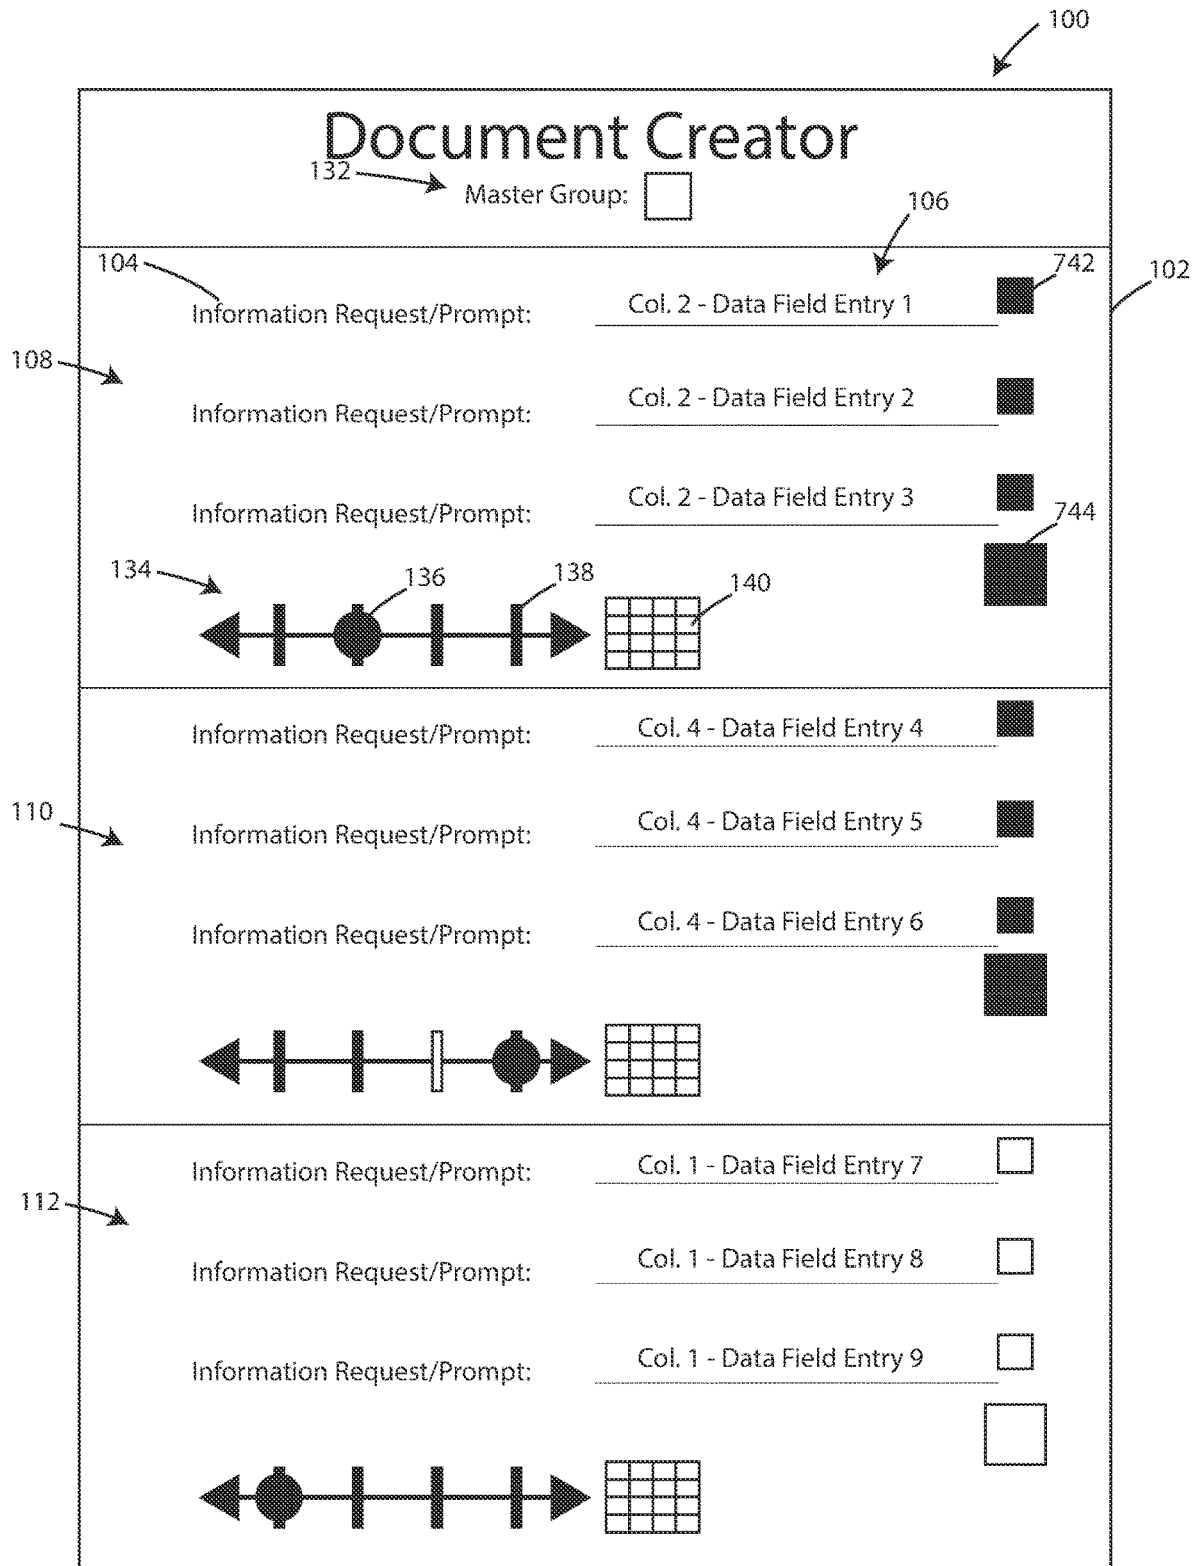 100
Document Creator
132
Master Group:
106
104
742
102
Information Request/Prompt: Col. 2 - Data Field Entry 1
108
Information Request/Prompt: Col. 2 - Data Field Entry 2
Information Request/Prompt: Col. 2 - Data Field Entry 3
744
134
136
138
140
Information Request/Prompt: Col. 4 - Data Field Entry 4
110
Information Request/Prompt: Col. 4 - Data Field Entry 5
Information Request/Prompt: Col. 4 - Data Field Entry 6
Information Request/Prompt: Col. 1 - Data Field Entry 7
112
Information Request/Prompt: Col. 1 - Data Field Entry 8
Information Request/Prompt: Col. 1 - Data Field Entry 9